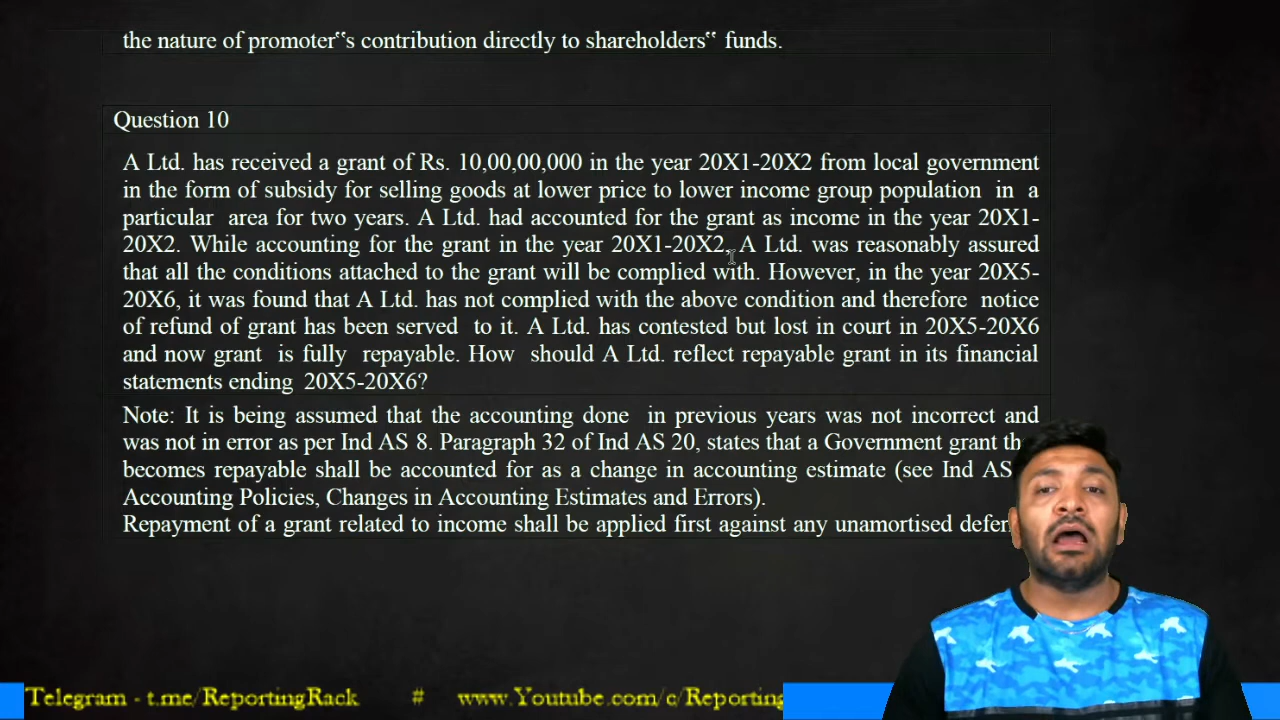 the nature of promoter‟s contribution directly to shareholders‟ funds.
Question 10
A Ltd. has received a grant of Rs. 10,00,00,000 in the year 20X1-20X2 from local government
in the form of subsidy for selling goods at lower price to lower income group population in a
particular area for two years. A Ltd. had accounted for the grant as income in the year 20X1-
20X2. While accounting for the grant in the year 20X1-20X2, A Ltd. was reasonably assured
that all the conditions attached to the grant will be complied with. However, in the year 20X5-
20X6, it was found that A Ltd. has not complied with the above condition and therefore notice
of refund of grant has been served to it. A Ltd. has contested but lost in court in 20X5-20X6
and now grant is fully repayable. How should A Ltd. reflect repayable grant in its financial
statements ending 20X5-20X6?
Note: It is being assumed that the accounting done in previous years was not incorrect and
was not in error as per Ind AS 8. Paragraph 32 of Ind AS 20, states that a Government grant
becomes repayable shall be accounted for as a change in accounting estimate (see Ind AS
Accounting Policies, Changes in Accounting Estimates and Errors).
Repayment of a grant related to income shall be applied first against any unamortised
Telegram - t.me/ReportingRack # www.Youtube.com/c/Reporting